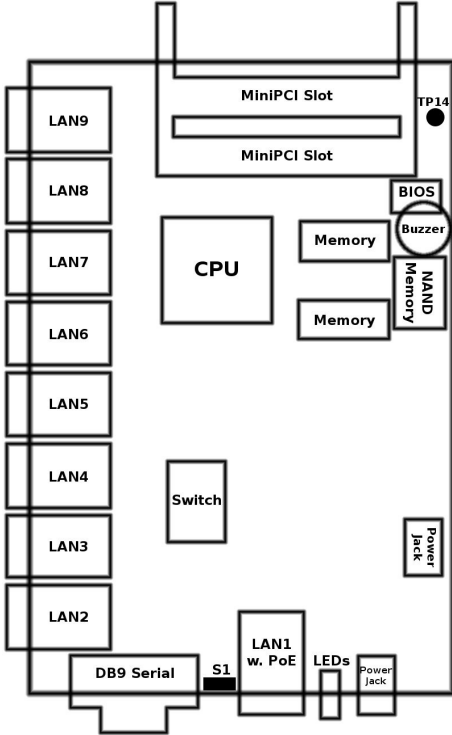 MiniPCI Slot
TP14
LAN9
MiniPCI Slot
LAN8
BIOS
Buzzer
Memory
LAN7
CPU
NAND
Memory
Memory
LAN6
LAN5
LAN4
Switch
LAN3
Power
Jack
LAN2
LAN1
w. PoE
DB9 Serial
S1
LEDs
Power
Jack